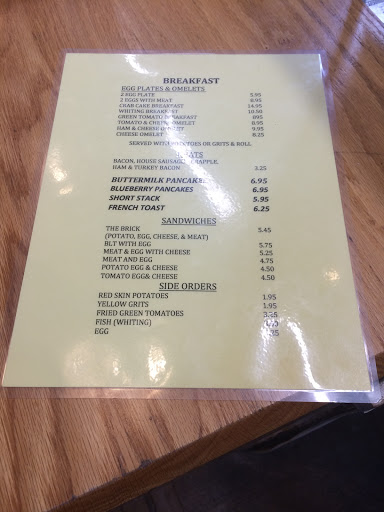 BREAKFAST
EGG PLATES & OMELETS
2 EGG PLATE 5.95
2 EGGS WITH MEAT 8.95
CRAB CAKE BREAKFAST 14.95
WHITING BREAKFAST 10.50
GREEN TOMATO BREAKFAST 895
TOMATO & CHEESE OMELET 8.95
HAM & CHEESE OMELET 9.95
CHEESE OMELET 8.25
SERVED WITH POTATOES OR GRITS & ROLL
BACON, HOUSE SAUSAGE, SCRAPPLE,
HAM & TURKEY BACON 3.25
BUTTERMILK PANCAKES 6.95
BLUEBERRY PANCAKES 6.95
SHORT STACK 5.95
FRENCH TOAST 6.25
SANDWICHES
THE BRICK 5.45
(POTATO, EGG, CHEESE, & MEAT)
BLT WITH EGG 5.75
MEAT & EGG WITH CHEESE 5.25
MEAT AND EGG 4.75
POTATO EGG & CHEESE 4.50
TOMATO EGG& CHEESE 4.50
SIDE ORDERS
RED SKIN POTATOES 1.95
YELLOW GRITS 1.95
FRIED GREEN TOMATOES
FISH (WHITING)
EGG